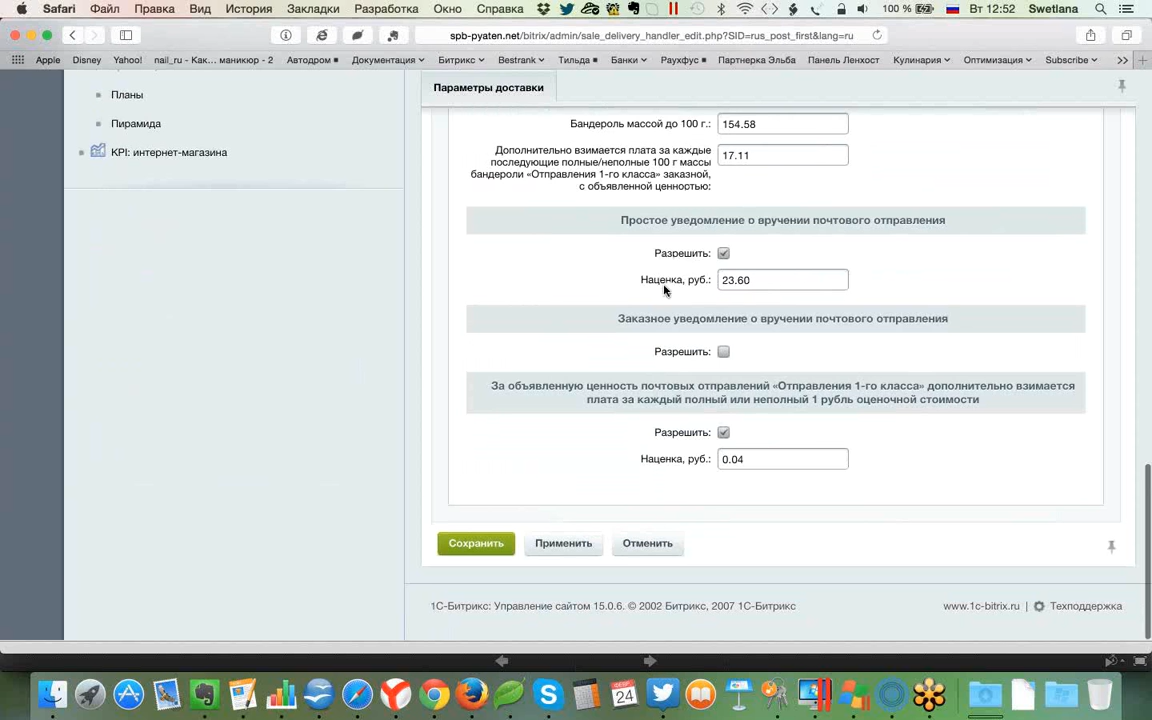 Safari Файл Правка Вид История Закладки Разработка Окно Справка 100 % Вт 12:52 Swetlana
spb-pyaten.net/bitrix/admin/sale_delivery_handler_edit.php?SID=rus_post_first&lang=ru
Apple Disney Yahoo! nail_ru - Как... маникюр - 2 Автодром Документация Битрикс Bestrank Тильда Банки Раухфус Партнерка Эльба Панель Ленхост Кулинария Оптимизация Subscribe >>
Параметры доставки
Планы
Пирамида
KPI: интернет-магазина
Бандероль массой до 100 г.: 154.58
Дополнительно взимается плата за каждые
последующие полные/неполные 100 г массы
бандероли «Отправления 1-го класса» заказной,
с объявленной ценностью:
17.11
Простое уведомление о вручении почтового отправления
Разрешить:
Наценка, руб.: 23.60
Заказное уведомление о вручении почтового отправления
Разрешить:
За объявленную ценность почтовых отправлений «Отправления 1-го класса» дополнительно взимается
плата за каждый полный или неполный 1 рубль оценочной стоимости
Разрешить:
Наценка, руб.: 0.04
Сохранить Применить Отменить
1С-Битрикс: Управление сайтом 15.0.6. © 2002 Битрикс, 2007 1С-Битрикс www.1c-bitrix.ru | Техподдержка
24